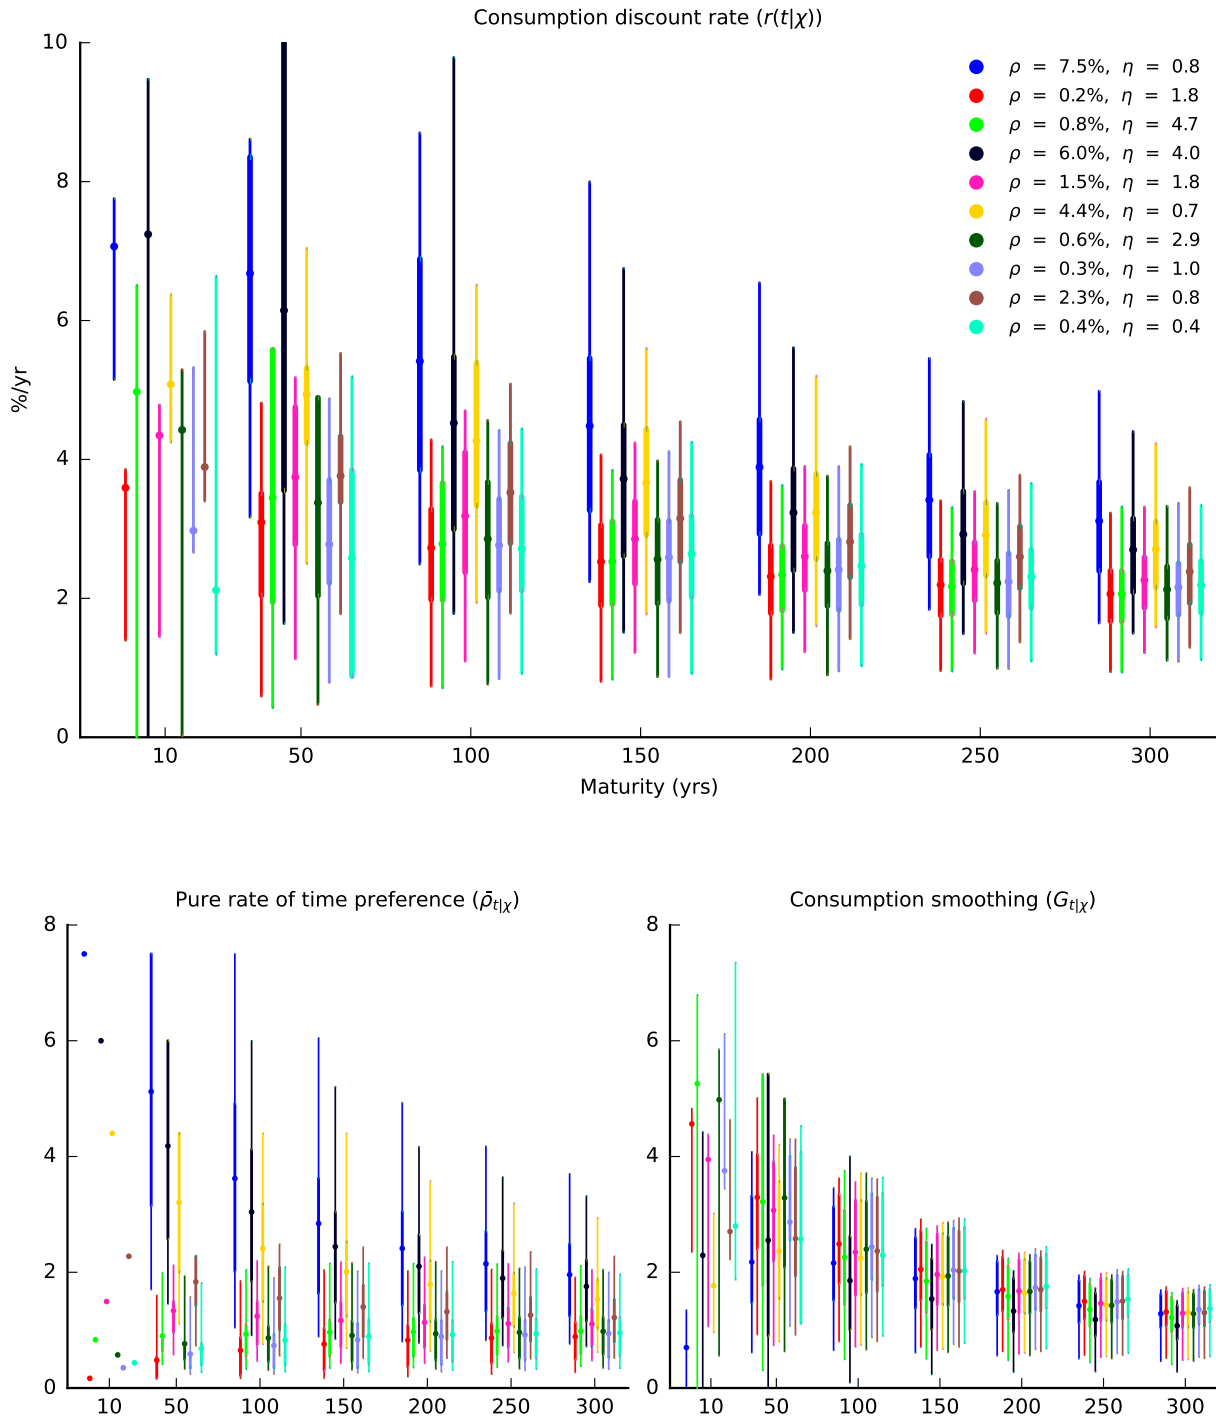 Consumption discount rate (r(t|χ))
10
8
6
4
2
0
%/yr
ρ = 7.5%, η = 0.8
ρ = 0.2%, η = 1.8
ρ = 0.8%, η = 4.7
ρ = 6.0%, η = 4.0
ρ = 1.5%, η = 1.8
ρ = 4.4%, η = 0.7
ρ = 0.6%, η = 2.9
ρ = 0.3%, η = 1.0
ρ = 2.3%, η = 0.8
ρ = 0.4%, η = 0.4
10 50 100 150 200 250 300
Maturity (yrs)
Pure rate of time preference (ρ̄t|χ)
8
6
4
2
0
10 50 100 150 200 250 300
Consumption smoothing (Gt|χ)
8
6
4
2
0
10 50 100 150 200 250 300